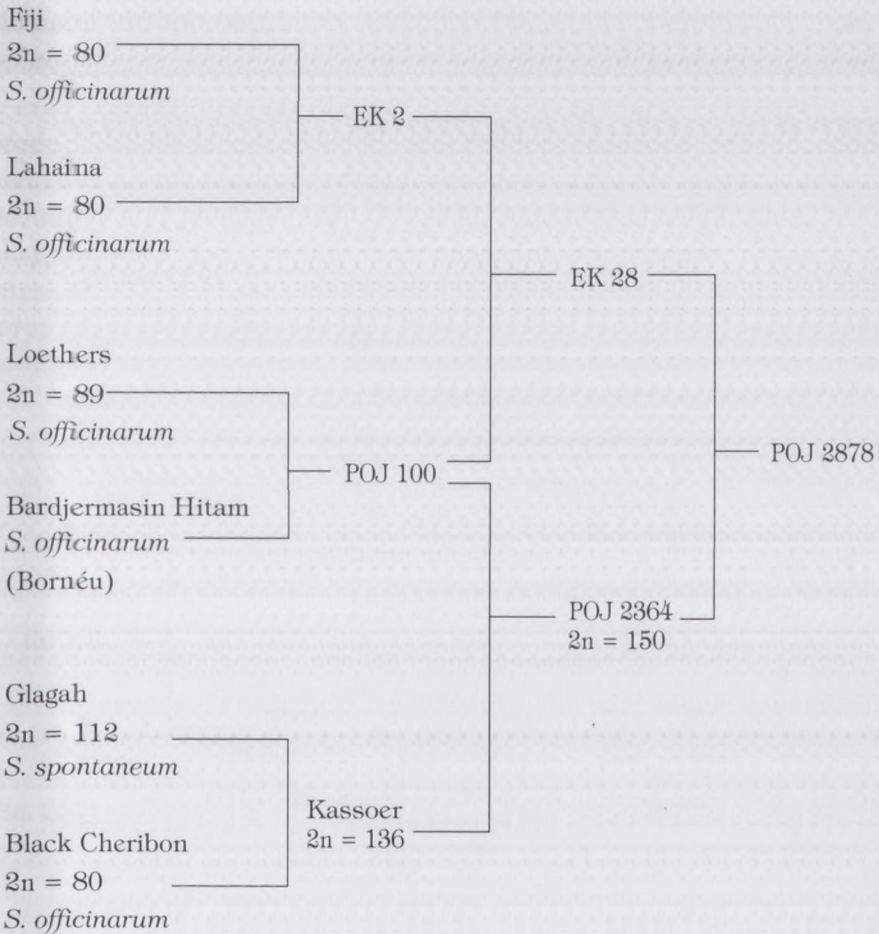 Fiji
2n = 80
S. officinarum
EK 2
Lahaina
2n = 80
S. officinarum
EK 28
Loethers
2n = 89
S. officinarum
POJ 100
POJ 2878
Bardjermasin Hitam
S. officinarum
(Bornéu)
POJ 2364
2n = 150
Glagah
2n = 112
S. spontaneum
Kassoer
2n = 136
Black Cheribon
2n = 80
S. officinarum